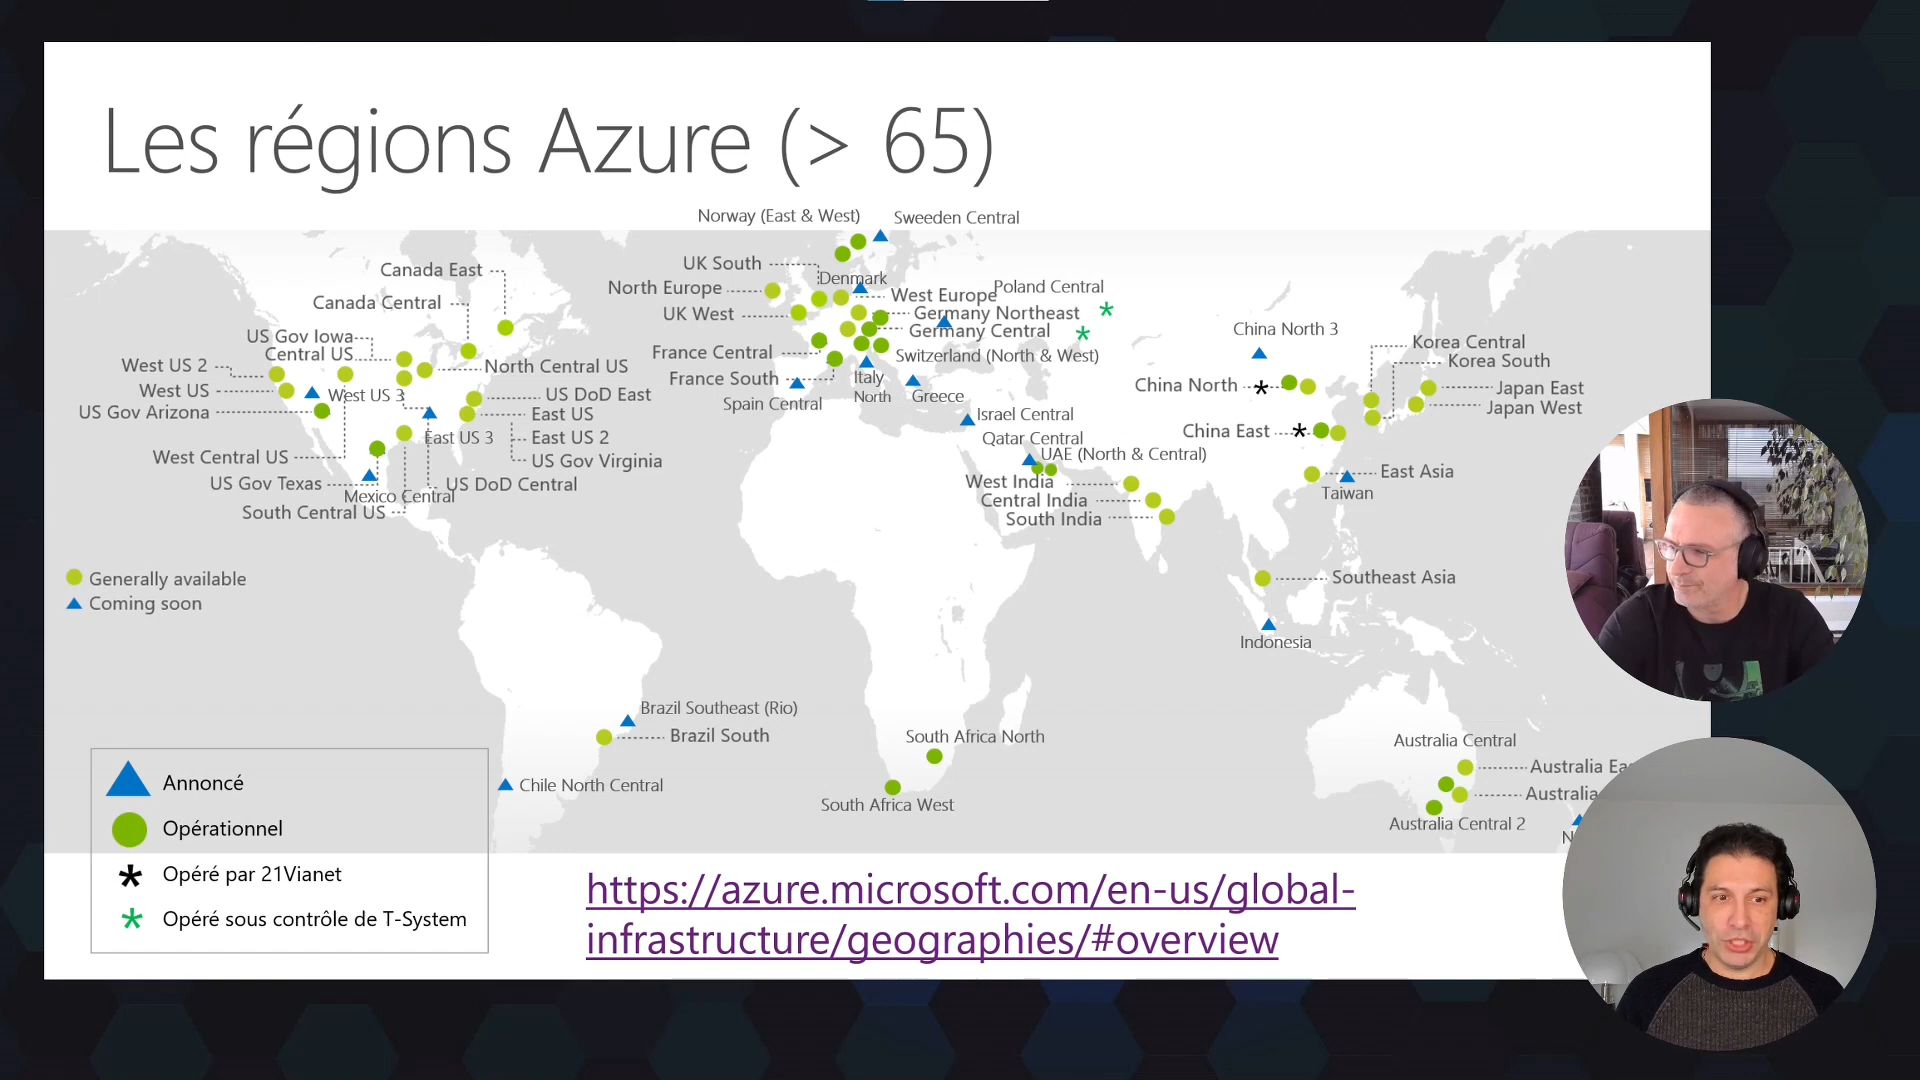 Les régions Azure (> 65)
Norway (East & West)
Sweeden Central
Canada East
UK South
Denmark
Canada Central
North Europe
West Europe
Poland Central
US Gov Iowa
UK West
Germany Northeast
China North 3
Central US
Germany Central
Korea Central
West US 2
North Central US
France Central
Switzerland (North & West)
Korea South
West US
West US 3
US DoD East
France South
Italy
North
China North *
Japan East
US Gov Arizona
East US
Spain Central
Greece
Japan West
East US 3
East US 2
Israel Central
China East *
West Central US
US Gov Virginia
Qatar Central
UAE (North & Central)
US Gov Texas
US DoD Central
West India
East Asia
Mexico Central
Central India
Taiwan
South Central US
South India
Generally available
Coming soon
Southeast Asia
Indonesia
Brazil Southeast (Rio)
Brazil South
South Africa North
Australia Central
Chile North Central
South Africa West
Australia
Australia Central 2
Annoncé
Opérationnel
* Opéré par 21Vianet
* Opéré sous contrôle de T-System
https://azure.microsoft.com/en-us/global-
infrastructure/geographies/#overview